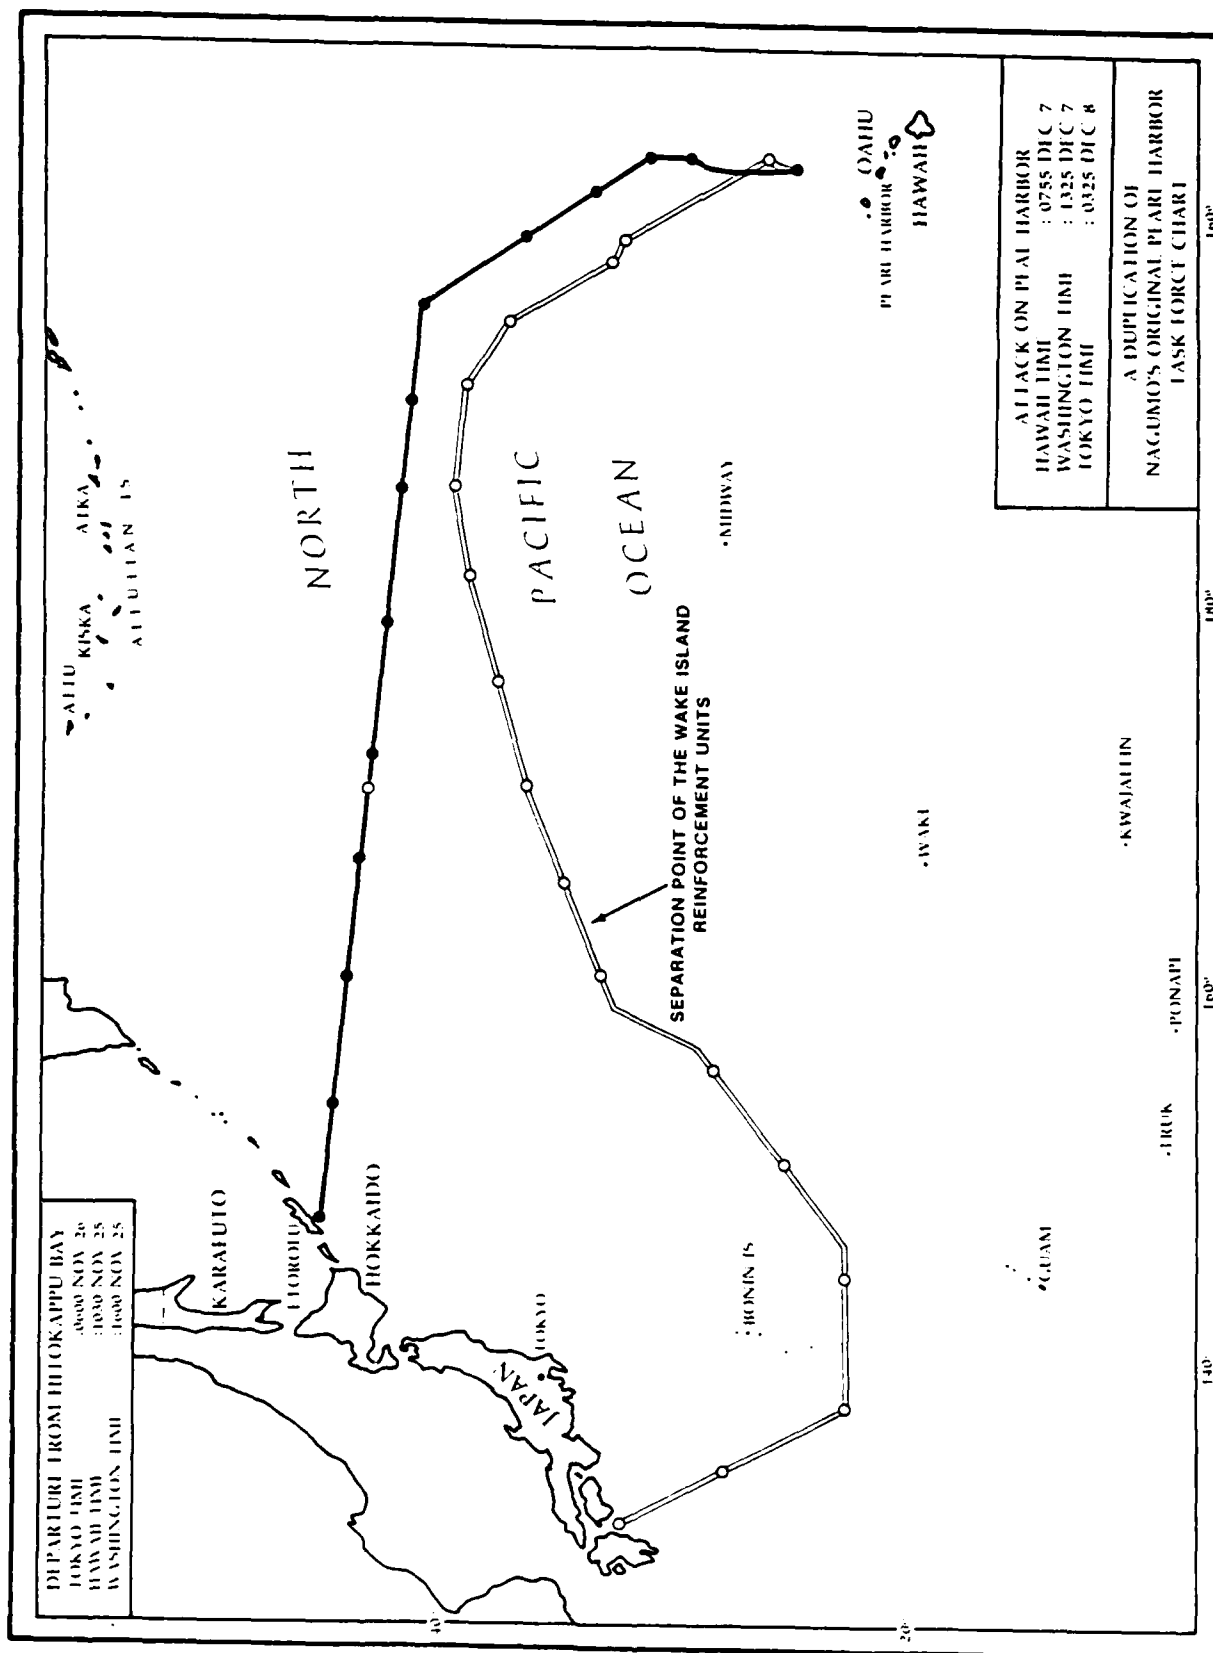 DEPARTURE FROM HITOKAPPU BAY
TOKYO TIME :0600 NOV 26
HAWAII TIME :1030 NOV 25
WASHINGTON TIME :1600 NOV 25
ATTU
KISKA
ATKA
ALEUTIAN IS
KARAFUTO
ETOROFU
HOKKAIDO
NORTH
PACIFIC
OCEAN
JAPAN
TOKYO
SEPARATION POINT OF THE WAKE ISLAND
REINFORCEMENT UNITS
MIDWAY
OAHU
PEARL HARBOR
HAWAII
BONIN IS
WAKE
GUAM
KWAJALEIN
TRUK
PONAPE
ATTACK ON PEAL HARBOR
HAWAII TIME : 0755 DEC 7
WASHINGTON TIME : 1325 DEC 7
TOKYO TIME : 0325 DEC 8
A DUPLICATION OF
NAGUMO'S ORIGINAL PEARL HARBOR
TASK FORCE CHART
40
20
140°
160°
180°
160°